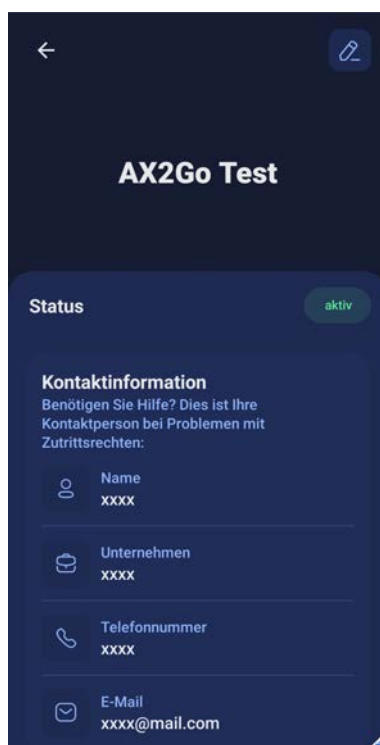 AX2Go Test
Status
aktiv
Kontaktinformation
Benötigen Sie Hilfe? Dies ist Ihre
Kontaktperson bei Problemen mit
Zutrittsrechten:
Name
xxxx
Unternehmen
xxxx
Telefonnummer
xxxx
E-Mail
xxxx@mail.com